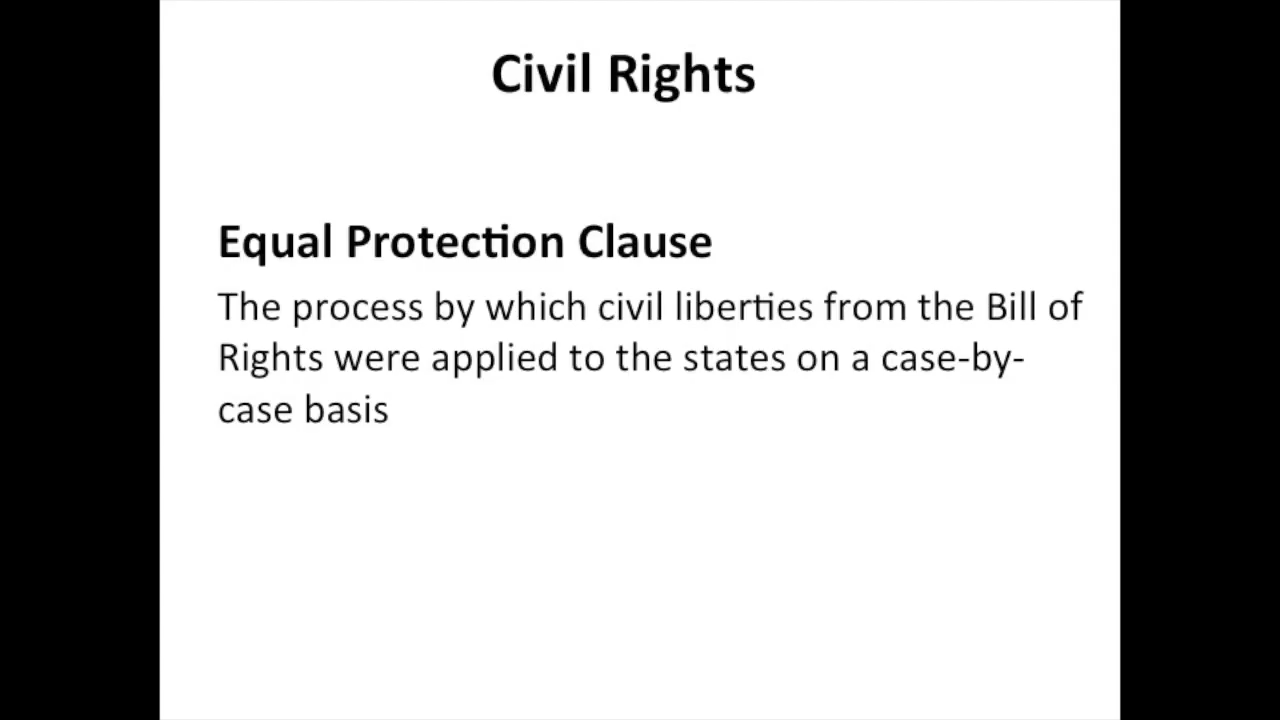 Civil Rights
Equal Protection Clause
The process by which civil liberties from the Bill of
Rights were applied to the states on a case-by-
case basis